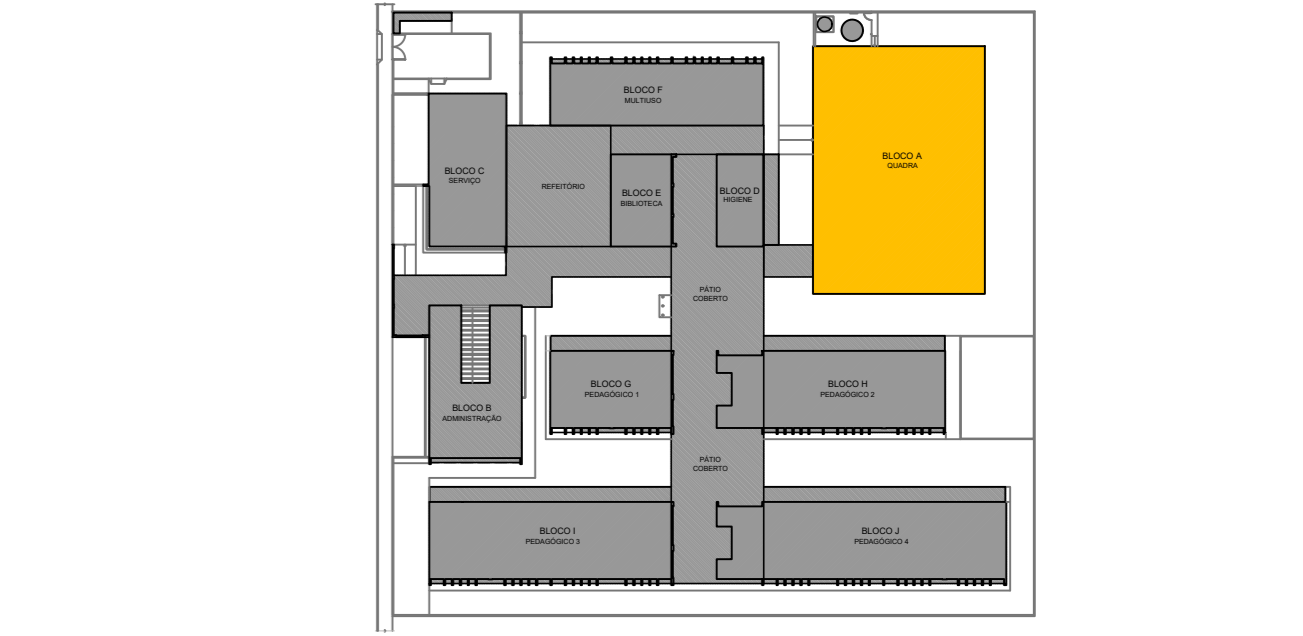 BLOCO F
MULTIUSO
BLOCO A
QUADRA
BLOCO C
SERVIÇO
REFEITÓRIO
BLOCO E
BIBLIOTECA
BLOCO D
HIGIENE
PÁTIO
COBERTO
BLOCO G
PEDAGÓGICO 1
BLOCO H
PEDAGÓGICO 2
BLOCO B
ADMINISTRAÇÃO
PÁTIO
COBERTO
BLOCO I
PEDAGÓGICO 3
BLOCO J
PEDAGÓGICO 4